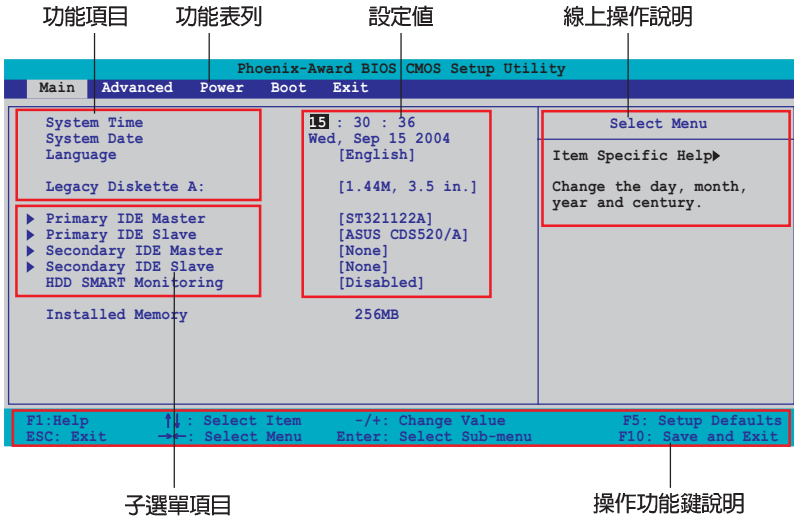 功能項目 功能表列 設定值 線上操作說明
Phoenix-Award BIOS CMOS Setup Utility
Main Advanced Power Boot Exit
System Time 15 : 30 : 36
System Date Wed, Sep 15 2004
Language [English]
Legacy Diskette A: [1.44M, 3.5 in.]
Primary IDE Master [ST321122A]
Primary IDE Slave [ASUS CDS520/A]
Secondary IDE Master [None]
Secondary IDE Slave [None]
HDD SMART Monitoring [Disabled]
Installed Memory 256MB
Select Menu
Item Specific Help▶
Change the day, month,
year and century.
F1:Help ↑↓: Select Item -/+: Change Value F5: Setup Defaults
ESC: Exit →←: Select Menu Enter: Select Sub-menu F10: Save and Exit
子選單項目 操作功能鍵說明